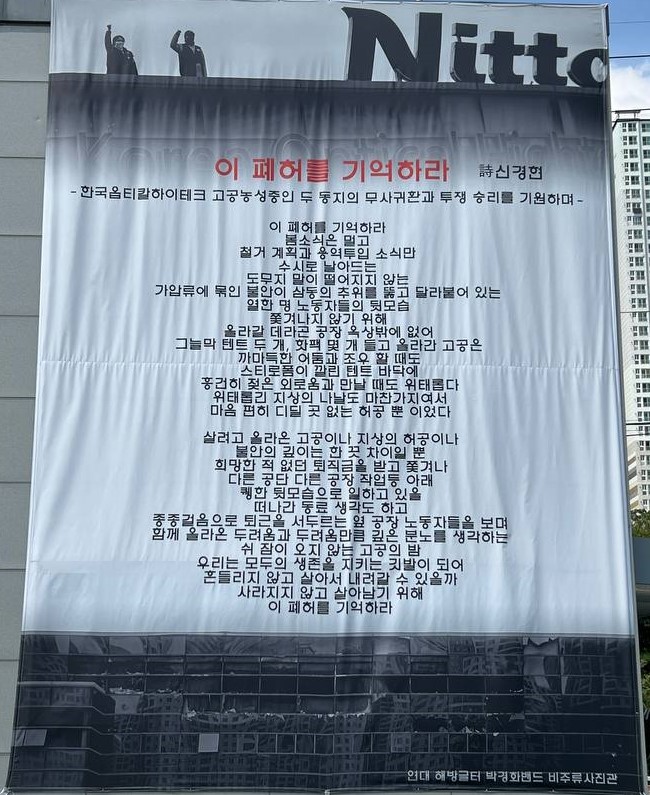 Nitto
Korea Optical High
이 폐허를 기억하라 詩신경현
-한국옵티칼하이테크 고공농성중인 두 동지의 무사귀환과 투쟁 승리를 기원하며-
이 폐허를 기억하라
봄소식은 멀고
철거 계획과 용역투입 소식만
수시로 날아드는
도무지 말이 떨어지지 않는
가압류에 묶인 불안이 삼동의 추위를 뚫고 달라붙어 있는
열한 명 노동자들의 뒷모습
쫓겨나지 않기 위해
올라갈 데라곤 공장 옥상밖에 없어
그늘막 텐트 두 개, 핫팩 몇 개 들고 올라간 고공은
까마득한 어둠과 조우 할 때도
스티로폼이 깔린 텐트 바닥에
흥건히 젖은 외로움과 만날 때도 위태롭다
위태롭긴 지상의 나날도 마찬가지여서
마음 편히 디딜 곳 없는 허공 뿐 이었다
살려고 올라온 고공이나 지상의 허공이나
불안의 깊이는 한 끗 차이일 뿐
희망한 적 없던 퇴직금을 받고 쫓겨나
다른 공단 다른 공장 작업등 아래
퀭한 뒷모습으로 일하고 있을
떠나간 동료 생각도 하고
종종걸음으로 퇴근을 서두르는 옆 공장 노동자들을 보며
함께 올라온 두려움과 두려움만큼 깊은 분노를 생각하는
쉬 잠이 오지 않는 고공의 밤
우리는 모두의 생존을 지키는 깃발이 되어
흔들리지 않고 살아서 내려갈 수 있을까
사라지지 않고 살아남기 위해
이 폐허를 기억하라
연대 해방글터 박경화밴드 비주류사진관